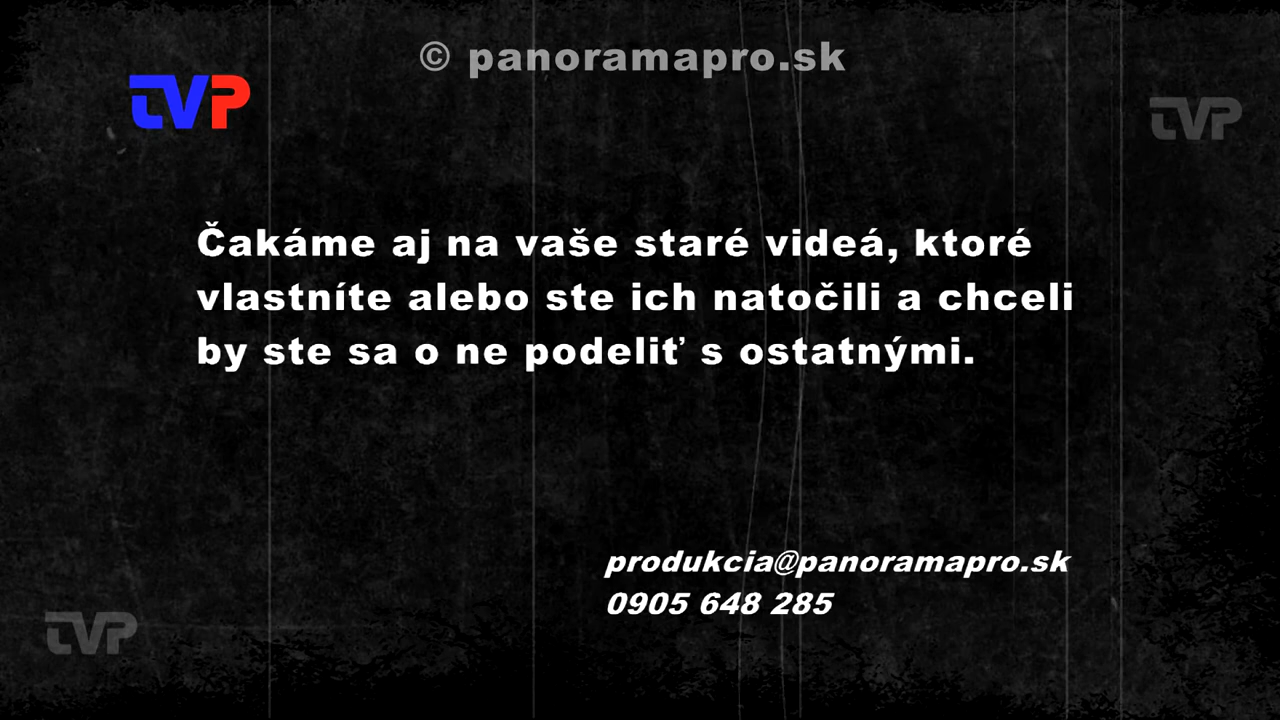 © panoramapro.sk
TVP
TVP
Čakáme aj na vaše staré videá, ktoré
vlastníte alebo ste ich natočili a chceli
by ste sa o ne podeliť s ostatnými.
produkcia@panoramapro.sk
0905 648 285
TVP